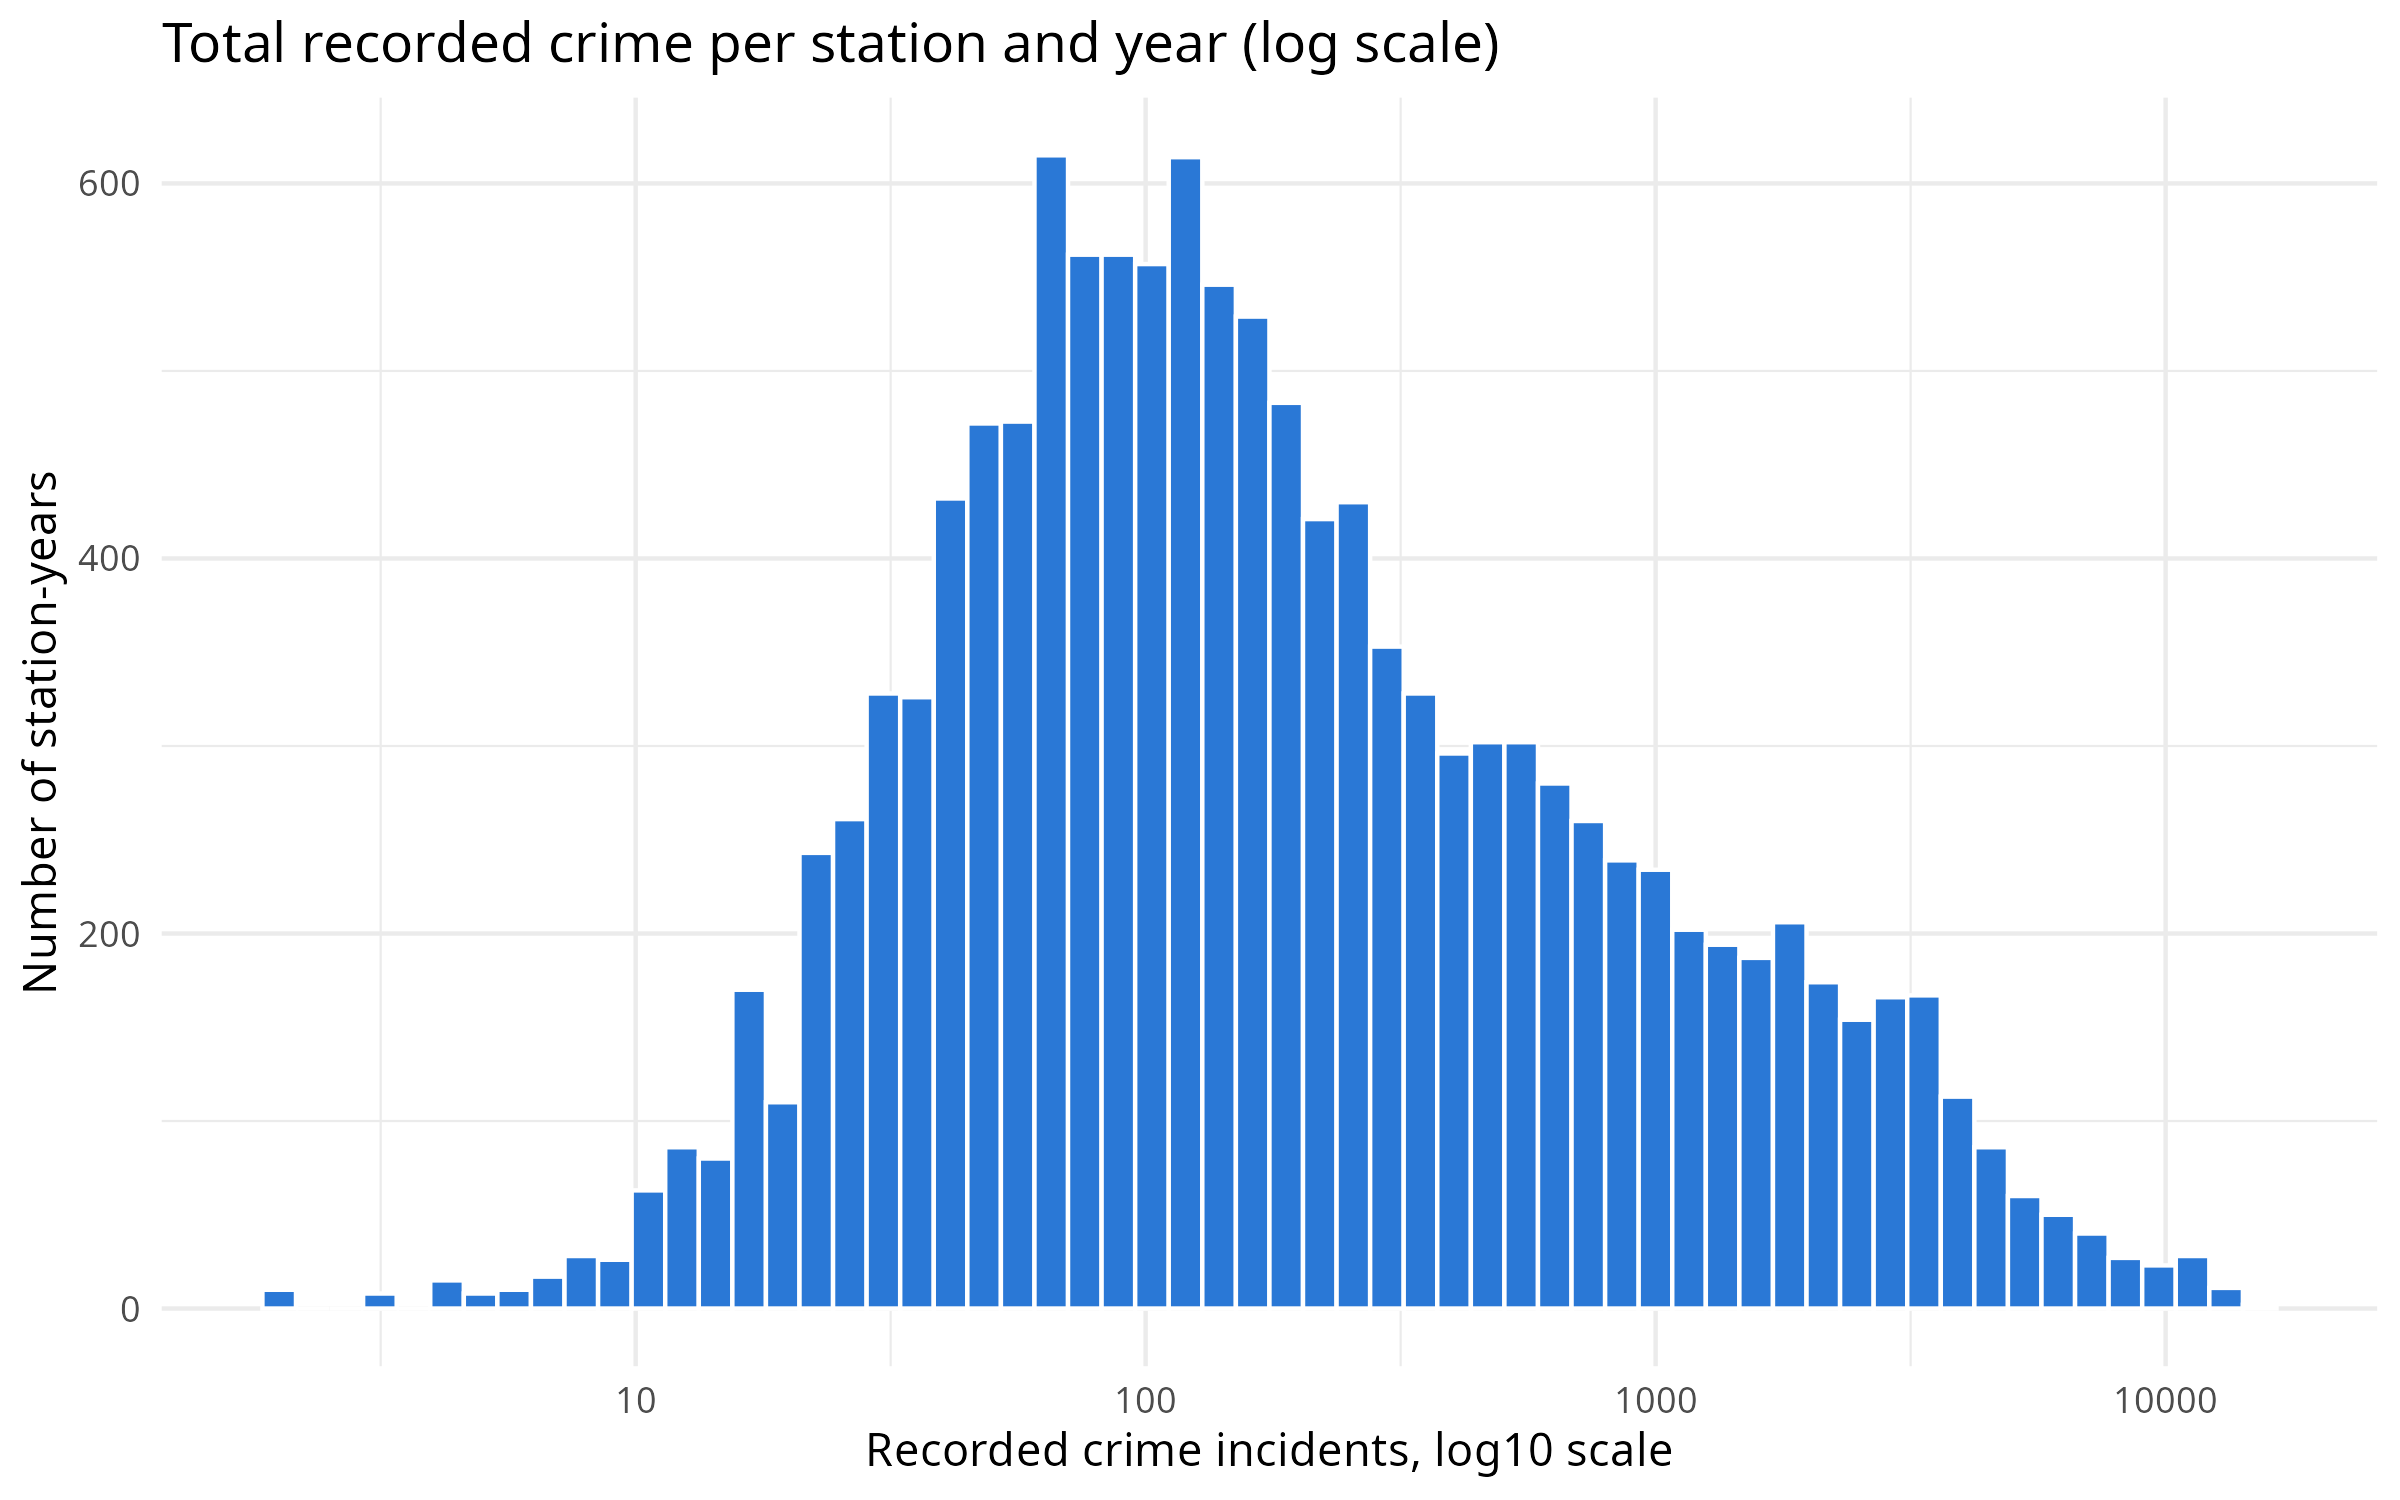 Total recorded crime per station and year (log scale)
Number of station-years
600
400
200
0
10
100
1000
10000
Recorded crime incidents, log10 scale